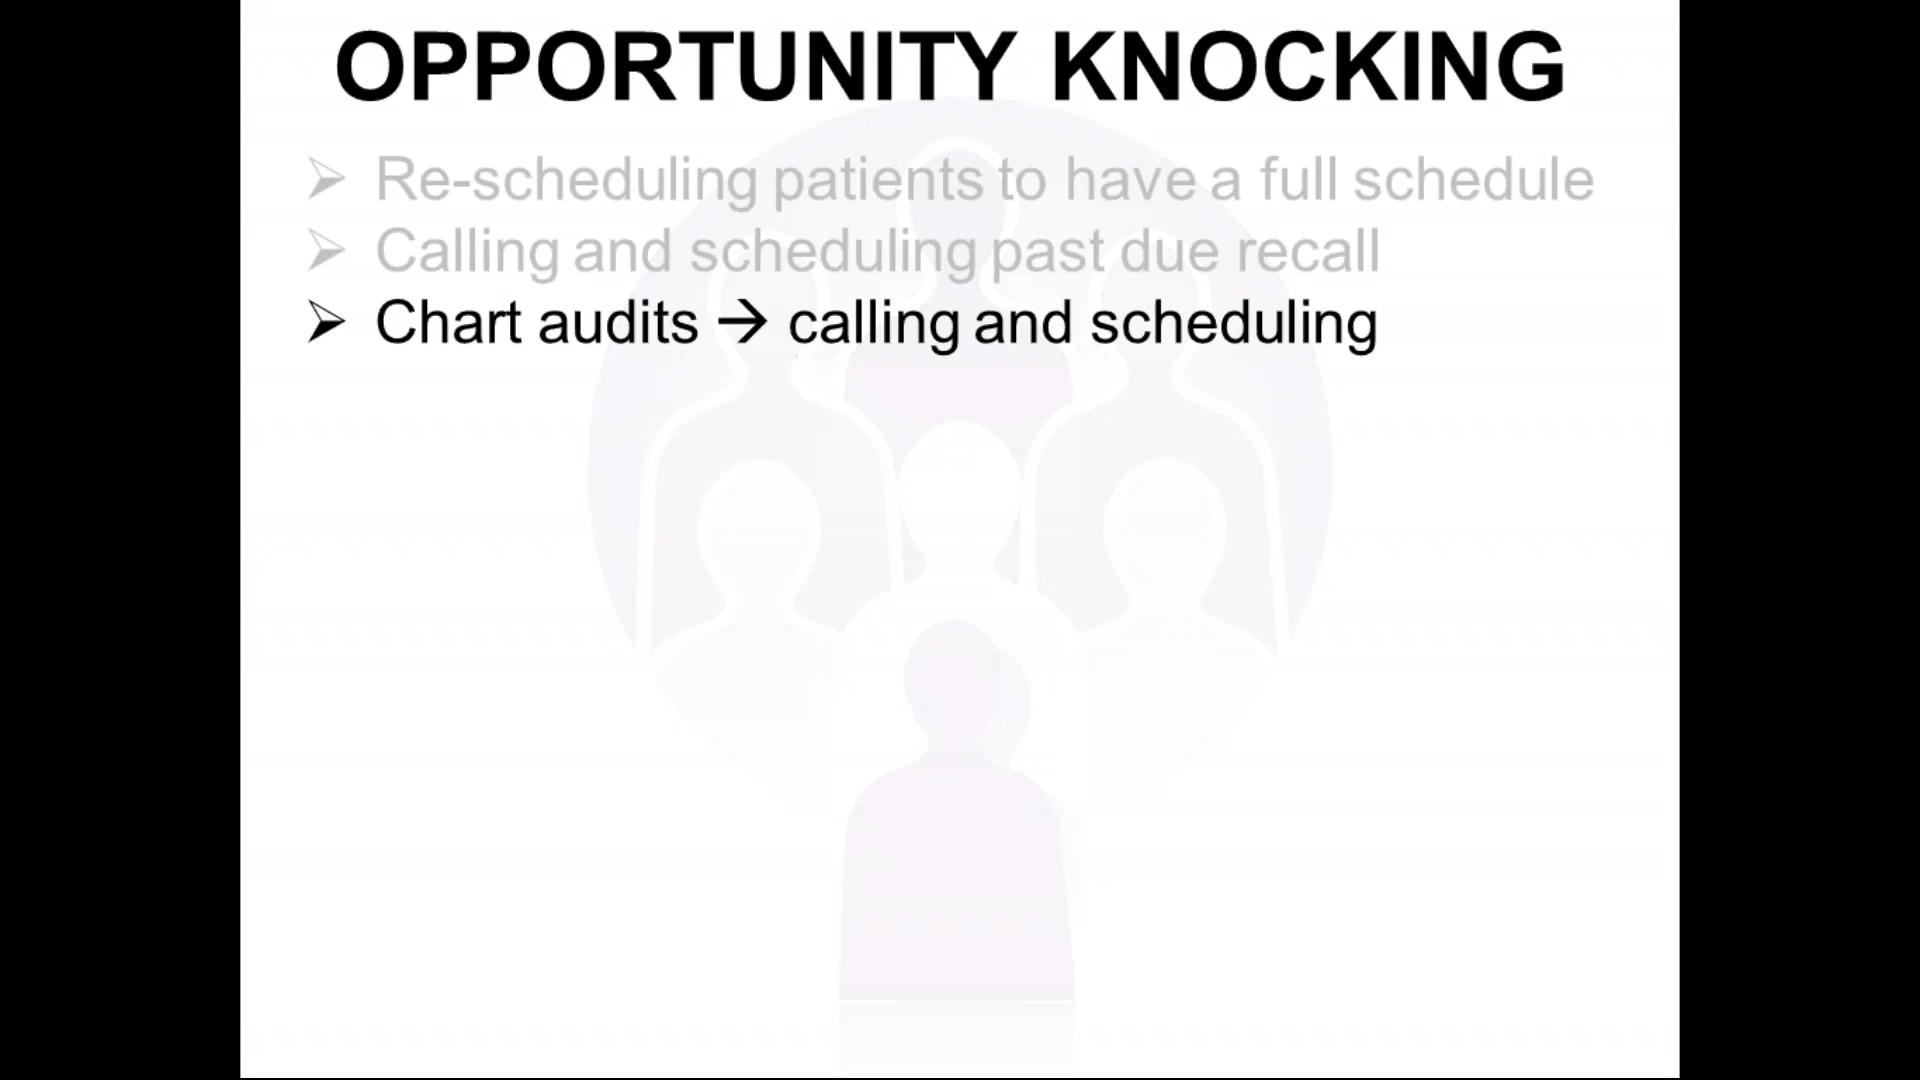 OPPORTUNITY KNOCKING
➢ Re-scheduling patients to have a full schedule
➢ Calling and scheduling past due recall
➢ Chart audits → calling and scheduling